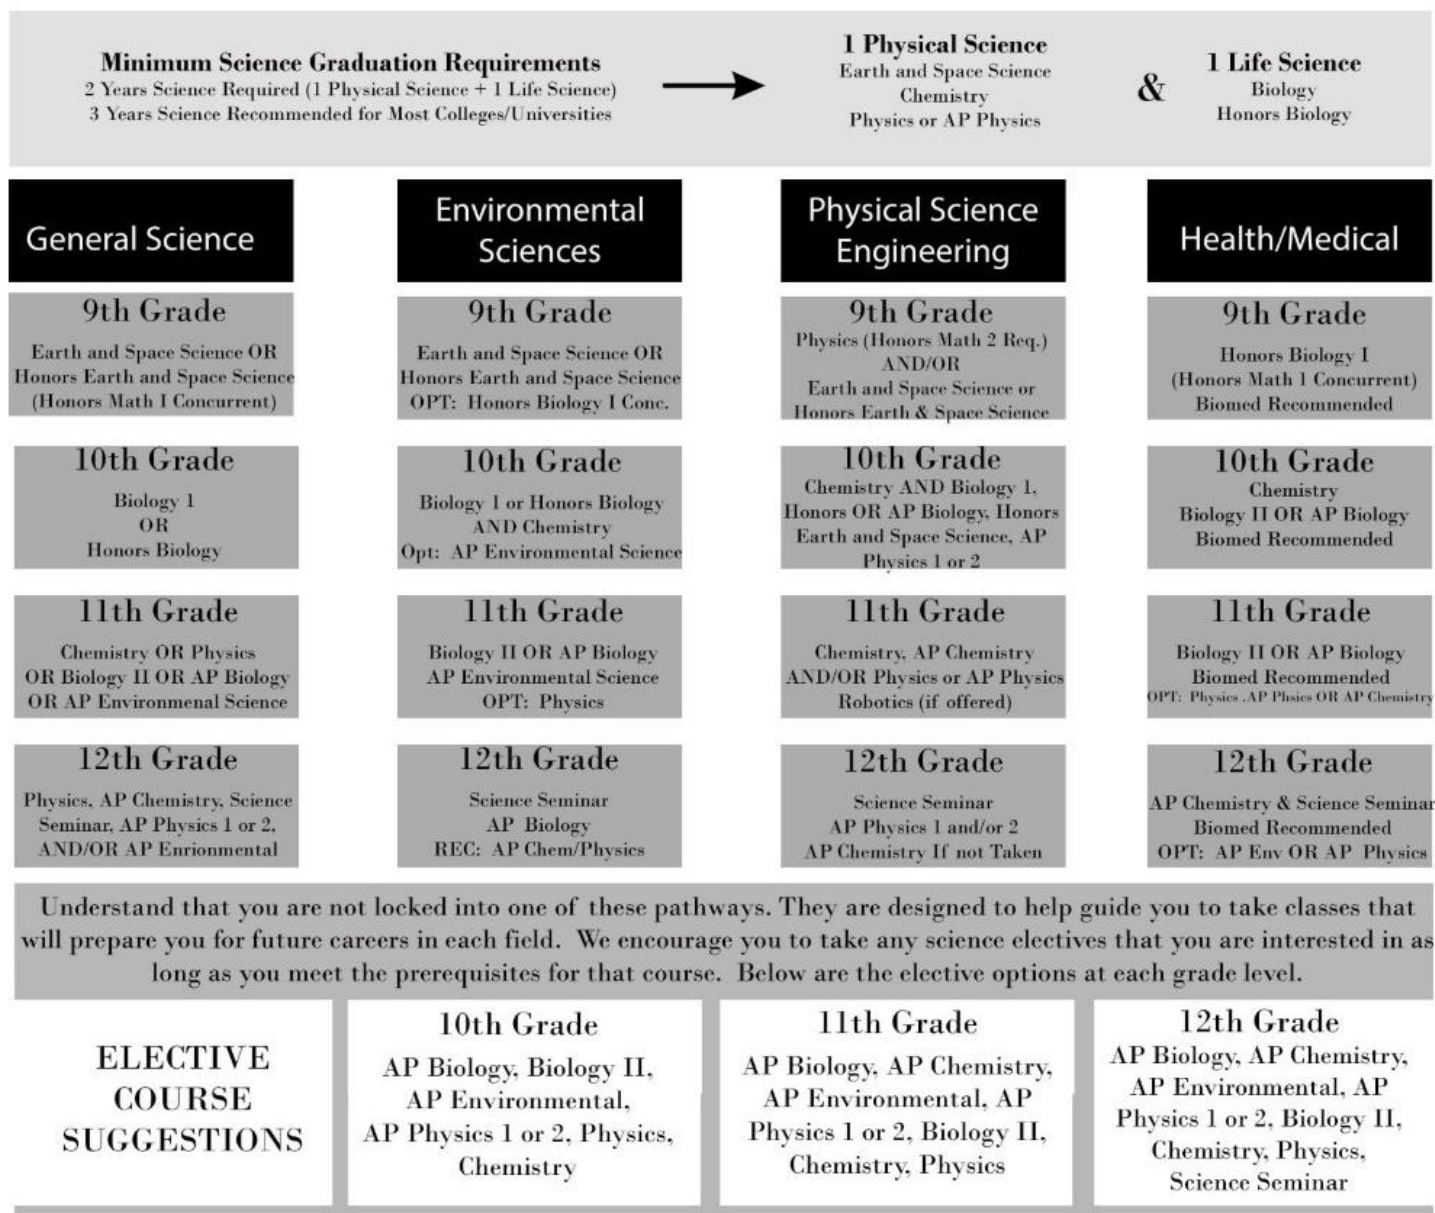 Minimum Science Graduation Requirements
2 Years Science Required (1 Physical Science + 1 Life Science)
3 Years Science Recommended for Most Colleges/Universities
1 Physical Science
Earth and Space Science
Chemistry
Physics or AP Physics
&
1 Life Science
Biology
Honors Biology
General Science
9th Grade
Earth and Space Science OR
Honors Earth and Space Science
(Honors Math I Concurrent)
10th Grade
Biology 1
OR
Honors Biology
11th Grade
Chemistry OR Physics
OR Biology II OR AP Biology
OR AP Environmenal Science
12th Grade
Physics, AP Chemistry, Science
Seminar, AP Physics 1 or 2,
AND/OR AP Enrionmental
Environmental
Sciences
9th Grade
Earth and Space Science OR
Honors Earth and Space Science
OPT: Honors Biology I Conc.
10th Grade
Biology 1 or Honors Biology
AND Chemistry
Opt: AP Environmental Science
11th Grade
Biology II OR AP Biology
AP Environmental Science
OPT: Physics
12th Grade
Science Seminar
AP Biology
REC: AP Chem/Physics
Physical Science
Engineering
9th Grade
Physics (Honors Math 2 Req.)
AND/OR
Earth and Space Science or
Honors Earth & Space Science
10th Grade
Chemistry AND Biology 1,
Honors OR AP Biology, Honors
Earth and Space Science, AP
Physics 1 or 2
11th Grade
Chemistry, AP Chemistry
AND/OR Physics or AP Physics
Robotics (if offered)
12th Grade
Science Seminar
AP Physics 1 and/or 2
AP Chemistry If not Taken
Health/Medical
9th Grade
Honors Biology I
(Honors Math 1 Concurrent)
Biomed Recommended
10th Grade
Chemistry
Biology II OR AP Biology
Biomed Recommended
11th Grade
Biology II OR AP Biology
Biomed Recommended
OPT: Physics .AP Phsics OR AP Chemistry
12th Grade
AP Chemistry & Science Seminar
Biomed Recommended
OPT: AP Env OR AP Physics
Understand that you are not locked into one of these pathways. They are designed to help guide you to take classes that
will prepare you for future careers in each field. We encourage you to take any science electives that you are interested in as
long as you meet the prerequisites for that course. Below are the elective options at each grade level.
ELECTIVE
COURSE
SUGGESTIONS
10th Grade
AP Biology, Biology II,
AP Environmental,
AP Physics 1 or 2, Physics,
Chemistry
11th Grade
AP Biology, AP Chemistry,
AP Environmental, AP
Physics 1 or 2, Biology II,
Chemistry, Physics
12th Grade
AP Biology, AP Chemistry,
AP Environmental, AP
Physics 1 or 2, Biology II,
Chemistry, Physics,
Science Seminar